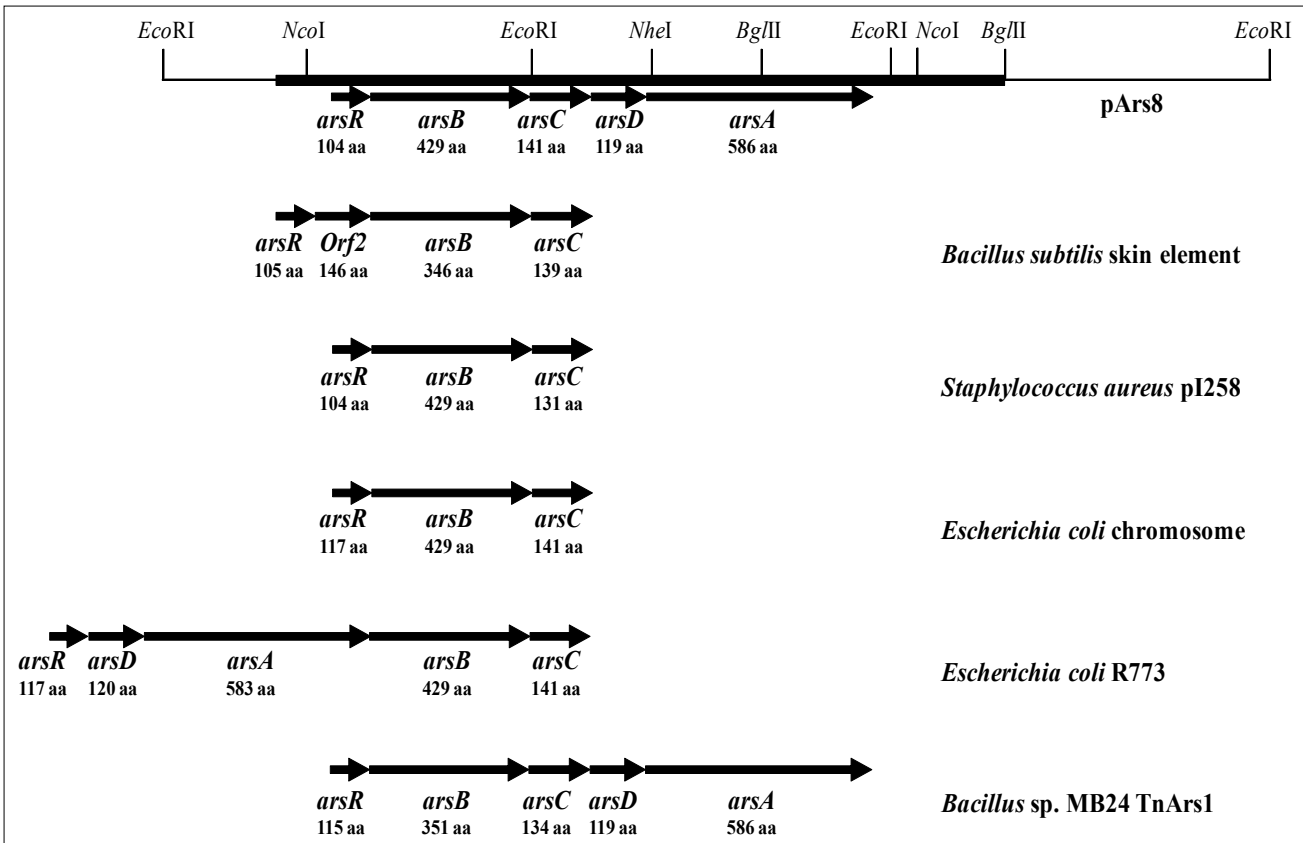 EcoRI NcoI EcoRI NheI BglII EcoRI NcoI BglII EcoRI
pArs8
arsR arsB arsC arsD arsA
104 aa 429 aa 141 aa 119 aa 586 aa
arsR Orf2 arsB arsC
105 aa 146 aa 346 aa 139 aa
Bacillus subtilis skin element
arsR arsB arsC
104 aa 429 aa 131 aa
Staphylococcus aureus pI258
arsR arsB arsC
117 aa 429 aa 141 aa
Escherichia coli chromosome
arsR arsD arsA arsB arsC
117 aa 120 aa 583 aa 429 aa 141 aa
Escherichia coli R773
arsR arsB arsC arsD arsA
115 aa 351 aa 134 aa 119 aa 586 aa
Bacillus sp. MB24 TnArs1